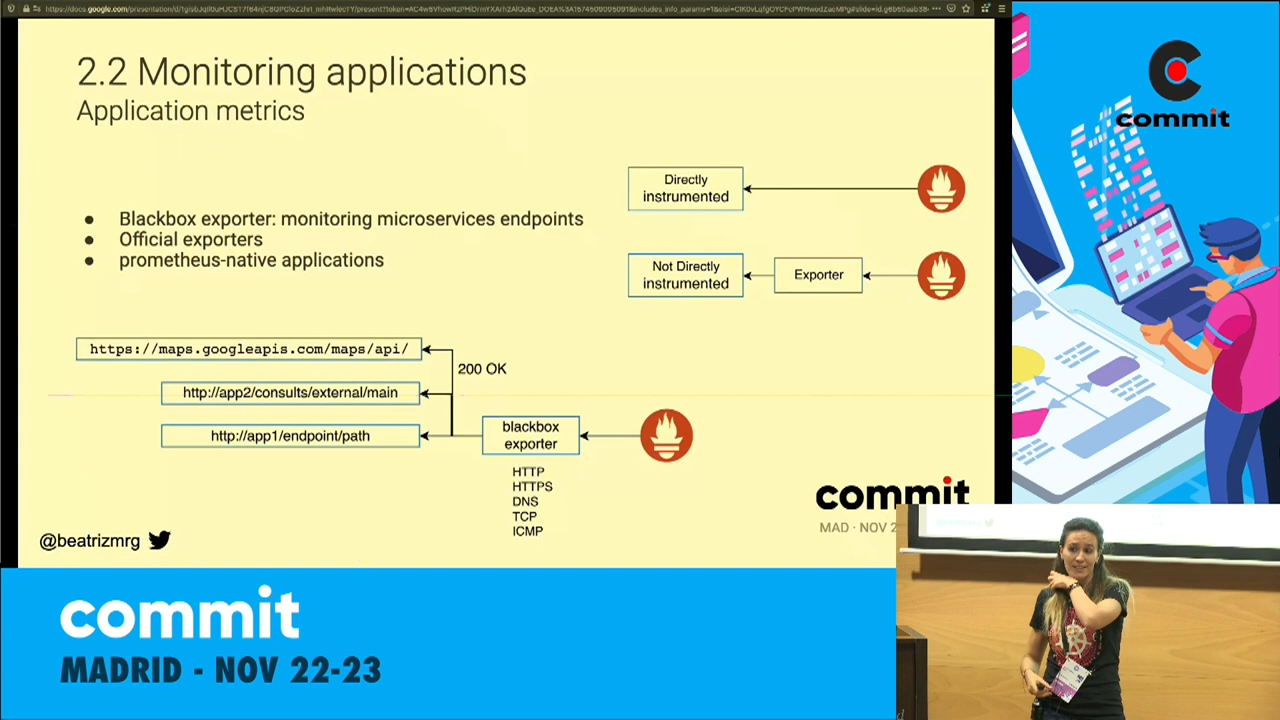 2.2 Monitoring applications
Application metrics
● Blackbox exporter: monitoring microservices endpoints
● Official exporters
● prometheus-native applications
Directly
instrumented
Not Directly
instrumented
Exporter
https://maps.googleapis.com/maps/api/
200 OK
http://app2/consults/external/main
http://app1/endpoint/path
blackbox
exporter
HTTP
HTTPS
DNS
TCP
ICMP
@beatrizmrg
commit
MAD · NOV 2
commit
commit
MADRID - NOV 22-23